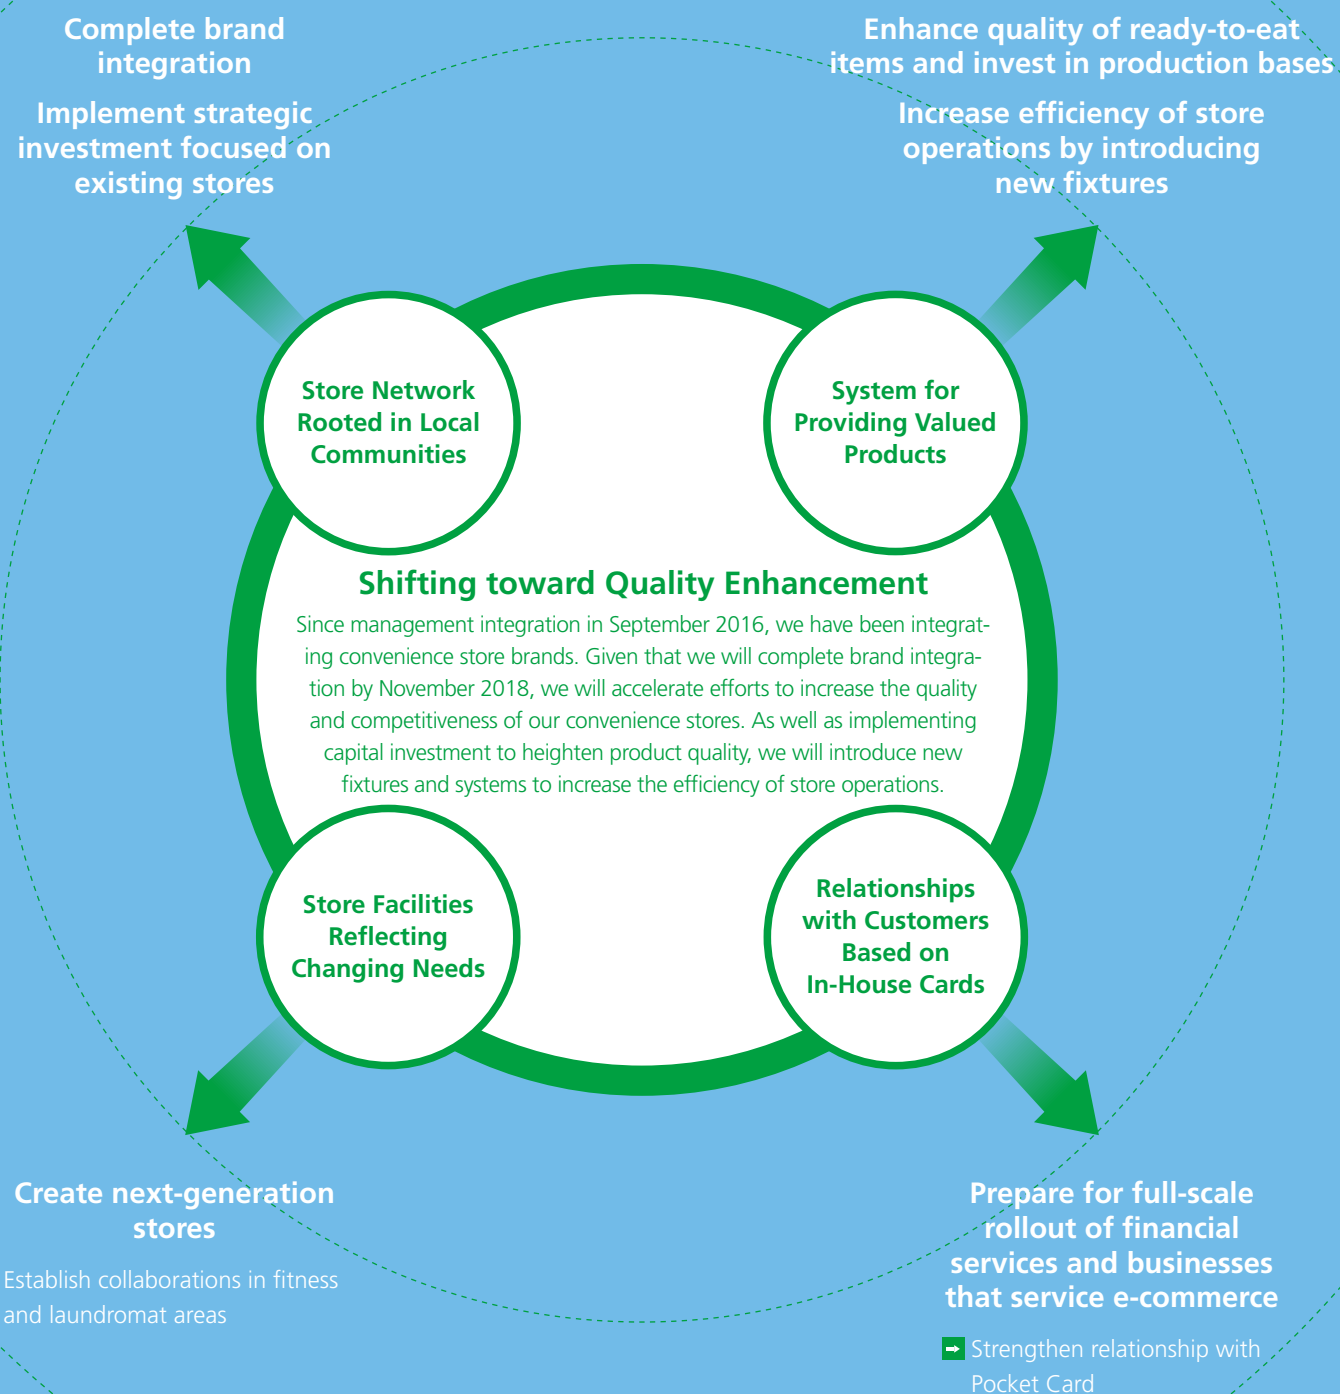 Complete brand
integration
Implement strategic
investment focused on
existing stores
Enhance quality of ready-to-eat
items and invest in production bases
Increase efficiency of store
operations by introducing
new fixtures
Store Network
Rooted in Local
Communities
System for
Providing Valued
Products
Shifting toward Quality Enhancement
Since management integration in September 2016, we have been integrat-
ing convenience store brands. Given that we will complete brand integra-
tion by November 2018, we will accelerate efforts to increase the quality
and competitiveness of our convenience stores. As well as implementing
capital investment to heighten product quality, we will introduce new
fixtures and systems to increase the efficiency of store operations.
Store Facilities
Reflecting
Changing Needs
Relationships
with Customers
Based on
In-House Cards
Create next-generation
stores
Establish collaborations in fitness
and laundromat areas
Prepare for full-scale
rollout of financial
services and businesses
that service e-commerce
Strengthen relationship with
Pocket Card